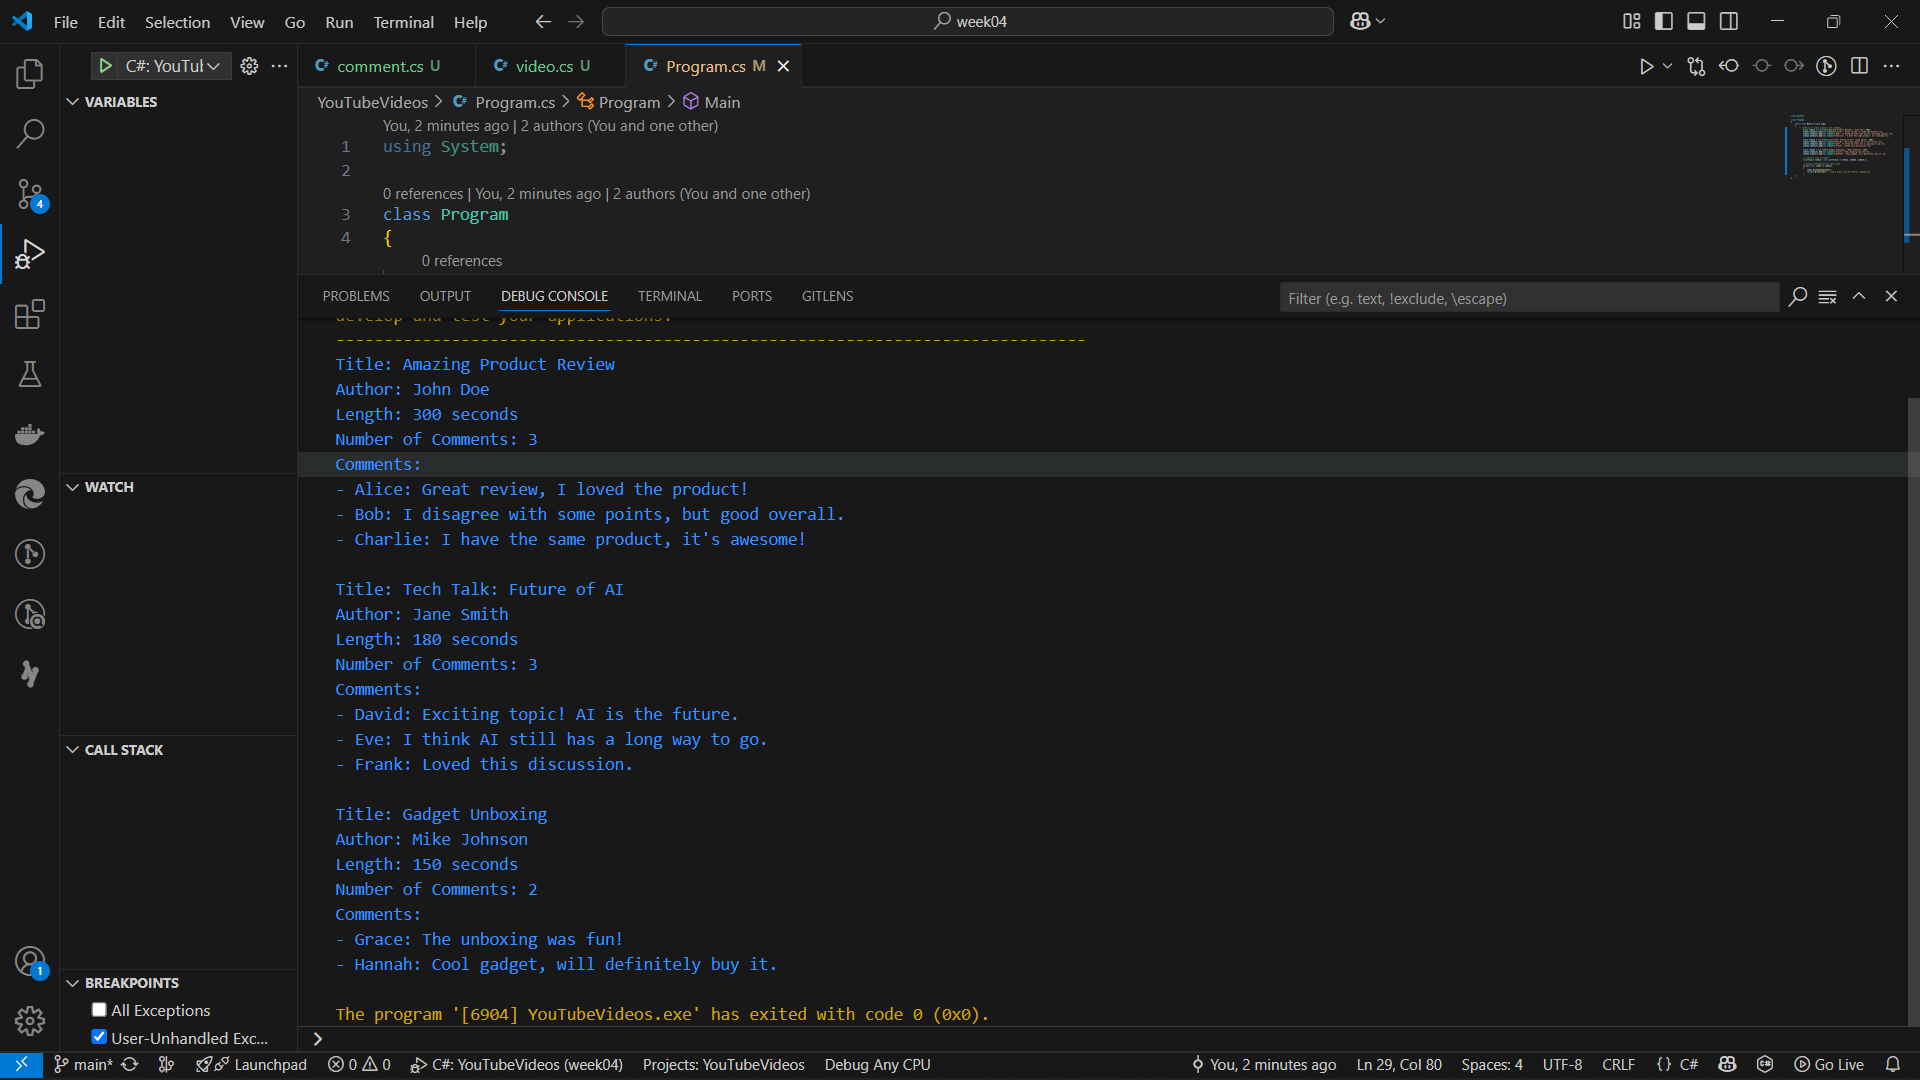 File Edit Selection View Go Run Terminal Help
week04
C#: YouTul
comment.cs U
video.cs U
Program.cs M
VARIABLES
YouTubeVideos > Program.cs > Program > Main
You, 2 minutes ago | 2 authors (You and one other)
1 using System;
2
0 references | You, 2 minutes ago | 2 authors (You and one other)
3 class Program
4 {
0 references
PROBLEMS OUTPUT DEBUG CONSOLE TERMINAL PORTS GITLENS
Filter (e.g. text, !exclude, \escape)
develop and test your applications.
------------------------------------------------------------------------------
Title: Amazing Product Review
Author: John Doe
Length: 300 seconds
Number of Comments: 3
Comments:
- Alice: Great review, I loved the product!
- Bob: I disagree with some points, but good overall.
- Charlie: I have the same product, it's awesome!
Title: Tech Talk: Future of AI
Author: Jane Smith
Length: 180 seconds
Number of Comments: 3
Comments:
- David: Exciting topic! AI is the future.
- Eve: I think AI still has a long way to go.
- Frank: Loved this discussion.
Title: Gadget Unboxing
Author: Mike Johnson
Length: 150 seconds
Number of Comments: 2
Comments:
- Grace: The unboxing was fun!
- Hannah: Cool gadget, will definitely buy it.
The program '[6904] YouTubeVideos.exe' has exited with code 0 (0x0).
WATCH
CALL STACK
BREAKPOINTS
All Exceptions
User-Unhandled Exc...
4
1
main* Launchpad 0 0 C#: YouTubeVideos (week04) Projects: YouTubeVideos Debug Any CPU You, 2 minutes ago Ln 29, Col 80 Spaces: 4 UTF-8 CRLF {} C# Go Live